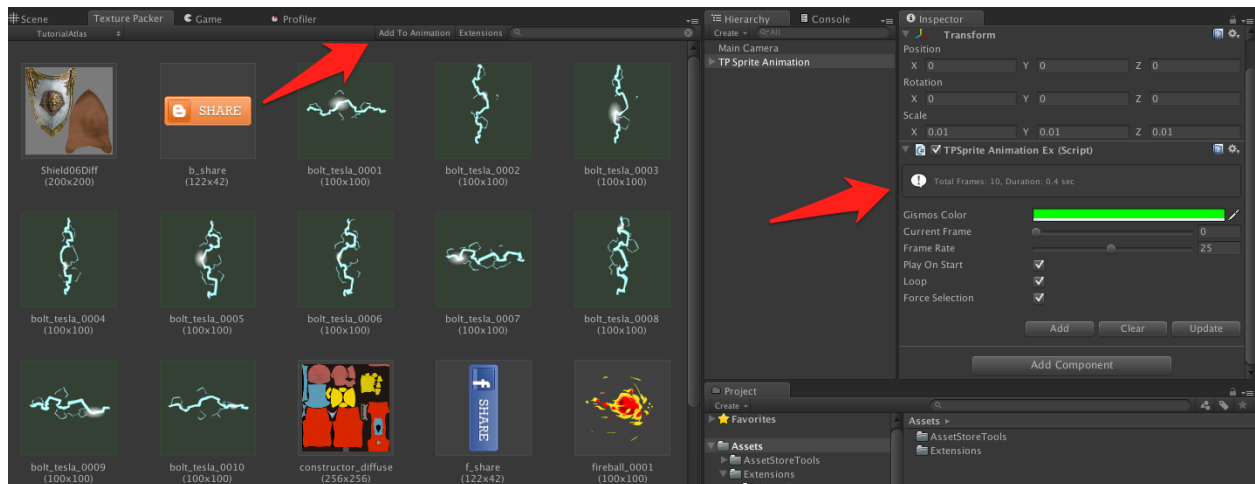 Scene
Texture Packer
Game
Profiler
TutorialAtlas
Add To Animation
Extensions
Shield06Diff
(200x200)
SHARE
b_share
(122x42)
bolt_tesla_0001
(100x100)
bolt_tesla_0002
(100x100)
bolt_tesla_0003
(100x100)
bolt_tesla_0004
(100x100)
bolt_tesla_0005
(100x100)
bolt_tesla_0006
(100x100)
bolt_tesla_0007
(100x100)
bolt_tesla_0008
(100x100)
bolt_tesla_0009
(100x100)
bolt_tesla_0010
(100x100)
constructor_diffuse
(256x256)
f SHARE
f_share
(122x42)
fireball_0001
(100x100)
Hierarchy
Console
Create
All
Main Camera
TP Sprite Animation
Inspector
Transform
Position
X 0 Y 0 Z 0
Rotation
X 0 Y 0 Z 0
Scale
X 0.01 Y 0.01 Z 0.01
TPSprite Animation Ex (Script)
Total Frames: 10, Duration: 0.4 sec
Gismos Color
Current Frame 0
Frame Rate 25
Play On Start
Loop
Force Selection
Add Clear Update
Add Component
Project
Create
Favorites
Assets
AssetStoreTools
Extensions
Assets
AssetStoreTools
Extensions